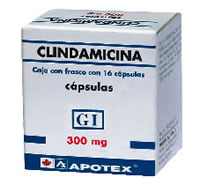 CLINDAMICINA
Caja con frasco con 16 cápsulas
cápsulas
GI
300 mg
APOTEX